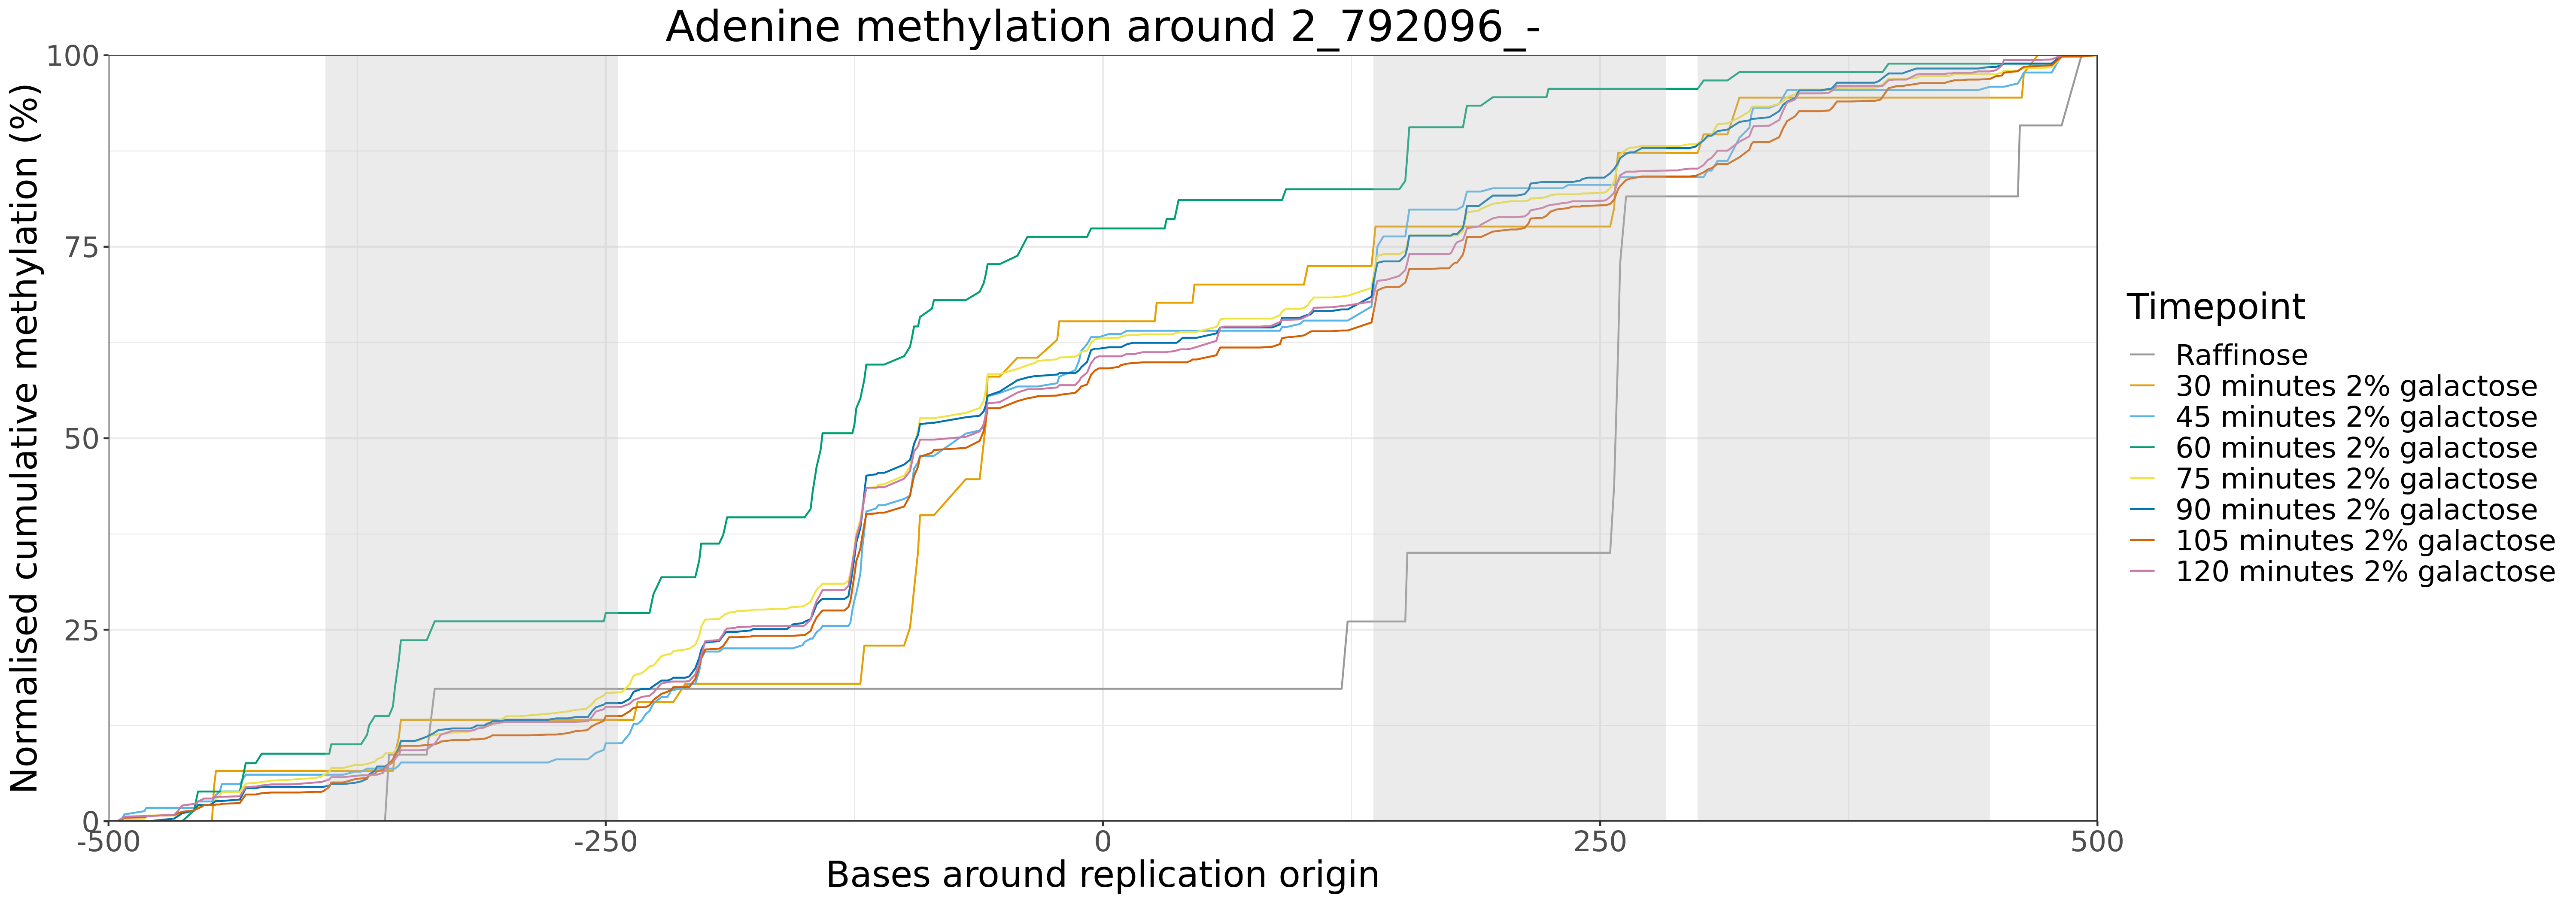 Adenine methylation around 2_792096_-
Normalised cumulative methylation (%)
100
75
50
25
0
-500
-250
0
250
500
Bases around replication origin
Timepoint
Raffinose
30 minutes 2% galactose
45 minutes 2% galactose
60 minutes 2% galactose
75 minutes 2% galactose
90 minutes 2% galactose
105 minutes 2% galactose
120 minutes 2% galactose